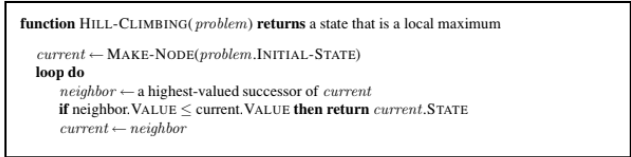 function HILL-CLIMBING(problem) returns a state that is a local maximum
current ← MAKE-NODE(problem.INITIAL-STATE)
loop do
neighbor ← a highest-valued successor of current
if neighbor.VALUE ≤ current.VALUE then return current.STATE
current ← neighbor